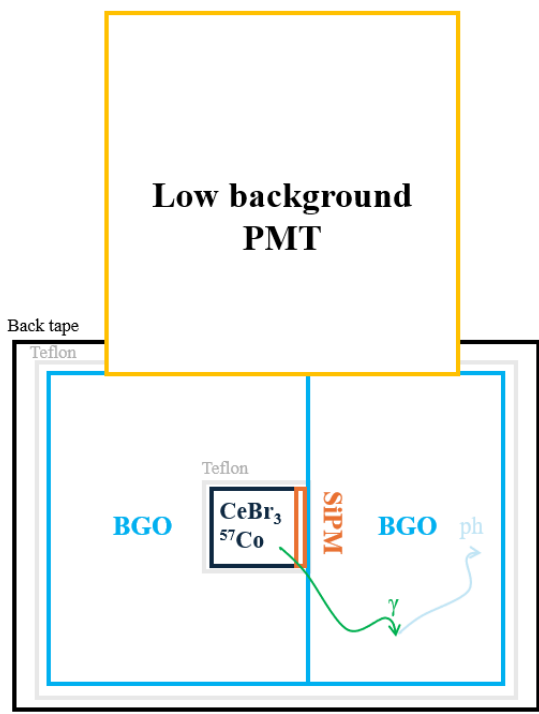 Low background
PMT
Back tape
Teflon
Teflon
CeBr₃
⁵⁷Co
SiPM
BGO
BGO
ph
γ